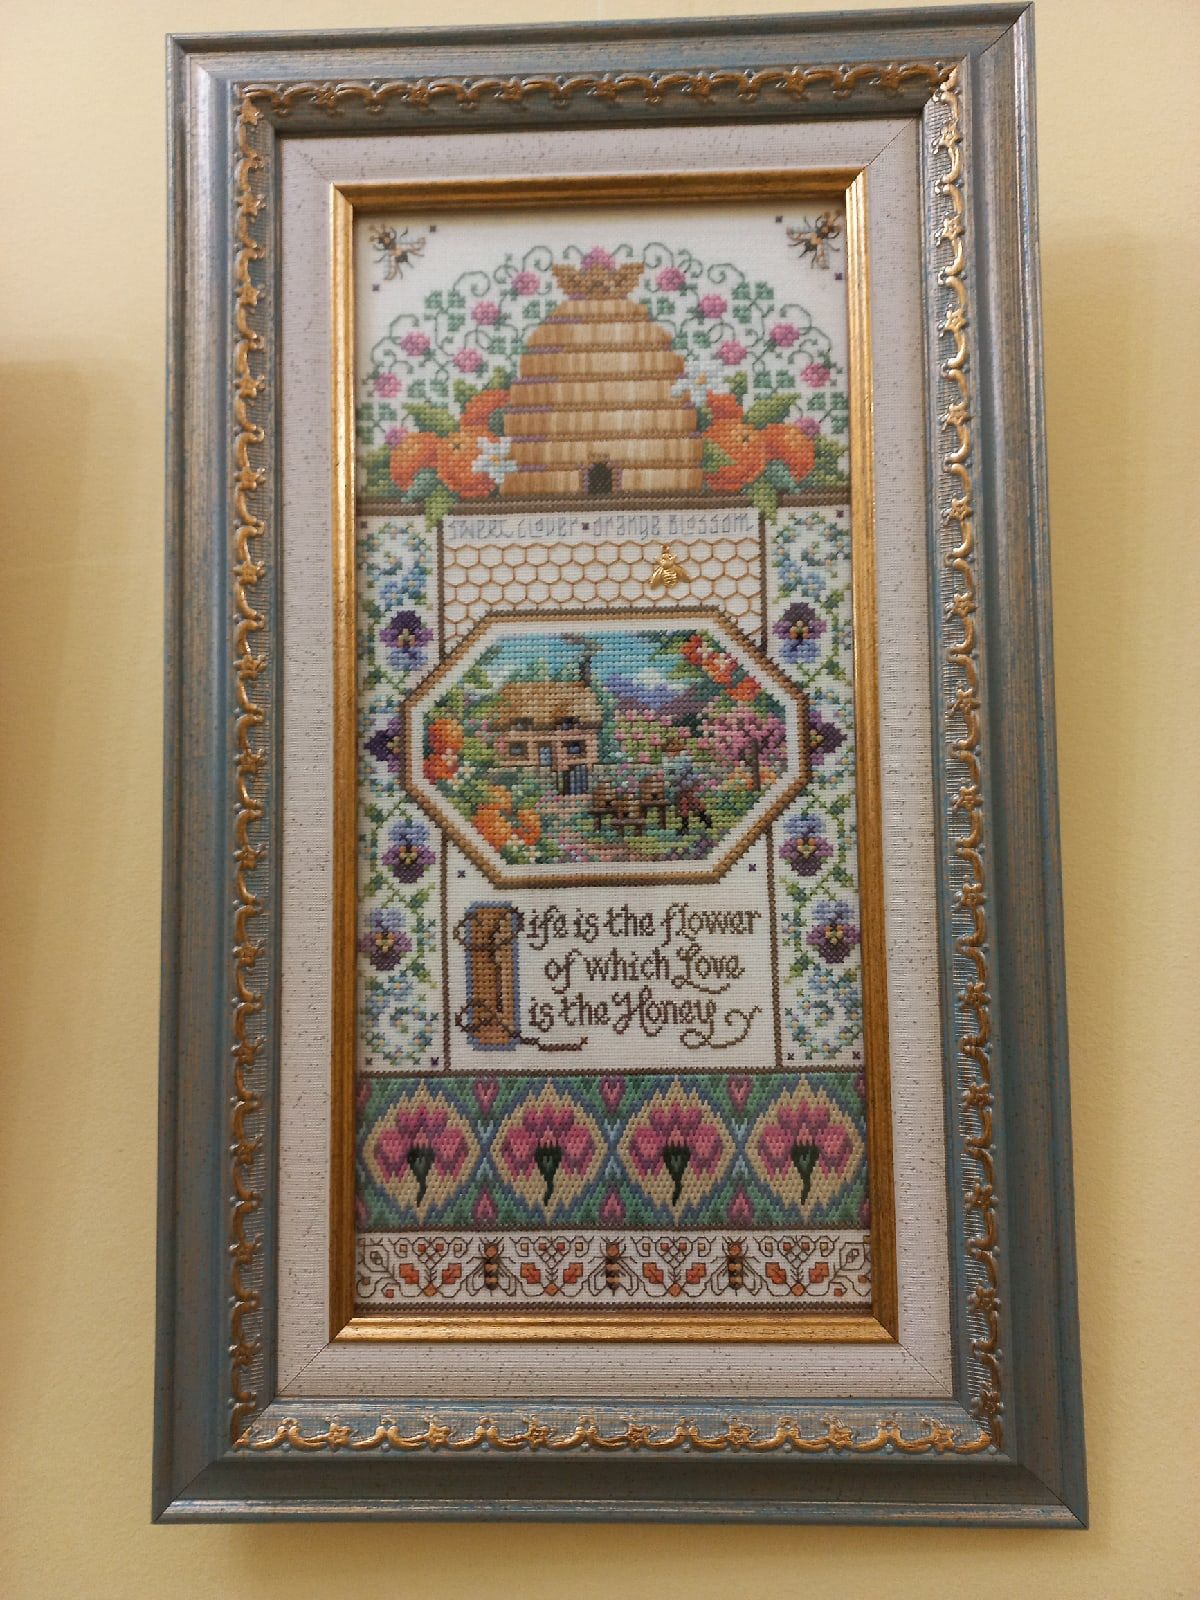 Sweet Clover · Orange Blossom
Life is the flower
of which Love
is the Honey